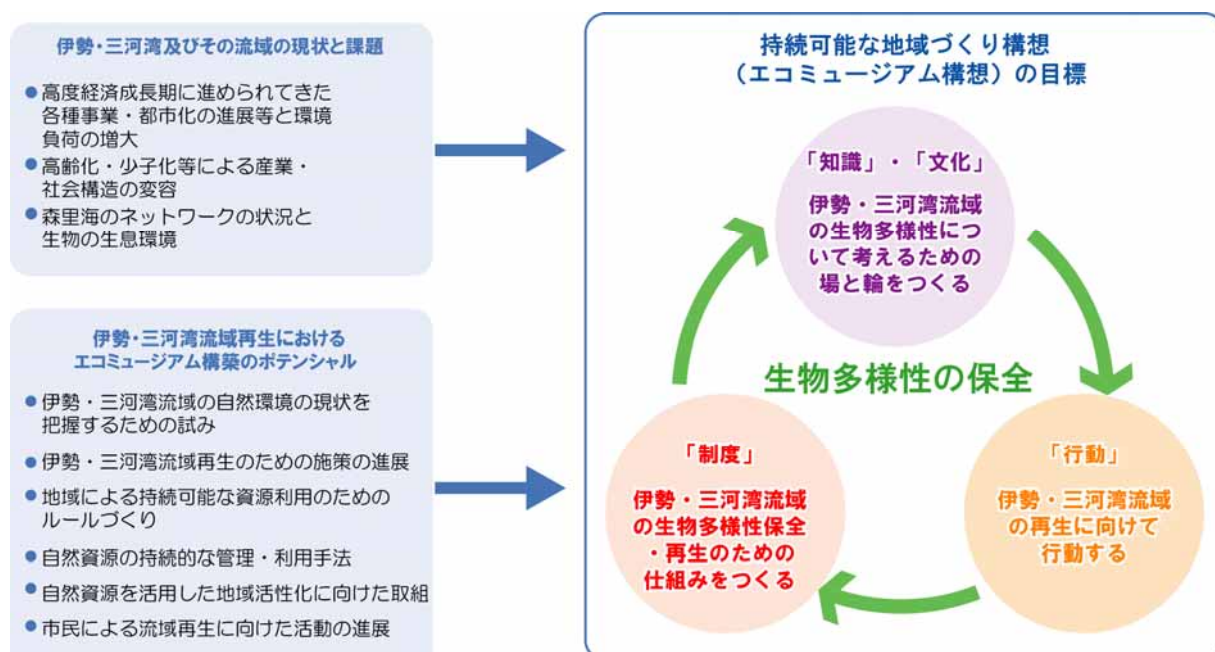 伊勢・三河湾及びその流域の現状と課題
●高度経済成長期に進められてきた
各種事業・都市化の進展等と環境
負荷の増大
●高齢化・少子化等による産業・
社会構造の変容
●森里海のネットワークの状況と
生物の生息環境
伊勢・三河湾流域再生における
エコミュージアム構築のポテンシャル
●伊勢・三河湾流域の自然環境の現状を
把握するための試み
●伊勢・三河湾流域再生のための施策の進展
●地域による持続可能な資源利用のための
ルールづくり
●自然資源の持続的な管理・利用手法
●自然資源を活用した地域活性化に向けた取組
●市民による流域再生に向けた活動の進展
持続可能な地域づくり構想
（エコミュージアム構想）の目標
「知識」・「文化」
伊勢・三河湾流域
の生物多様性につ
いて考えるための
場と輪をつくる
生物多様性の保全
「制度」
伊勢・三河湾流域
の生物多様性保全
・再生のための
仕組みをつくる
「行動」
伊勢・三河湾流域
の再生に向けて
行動する